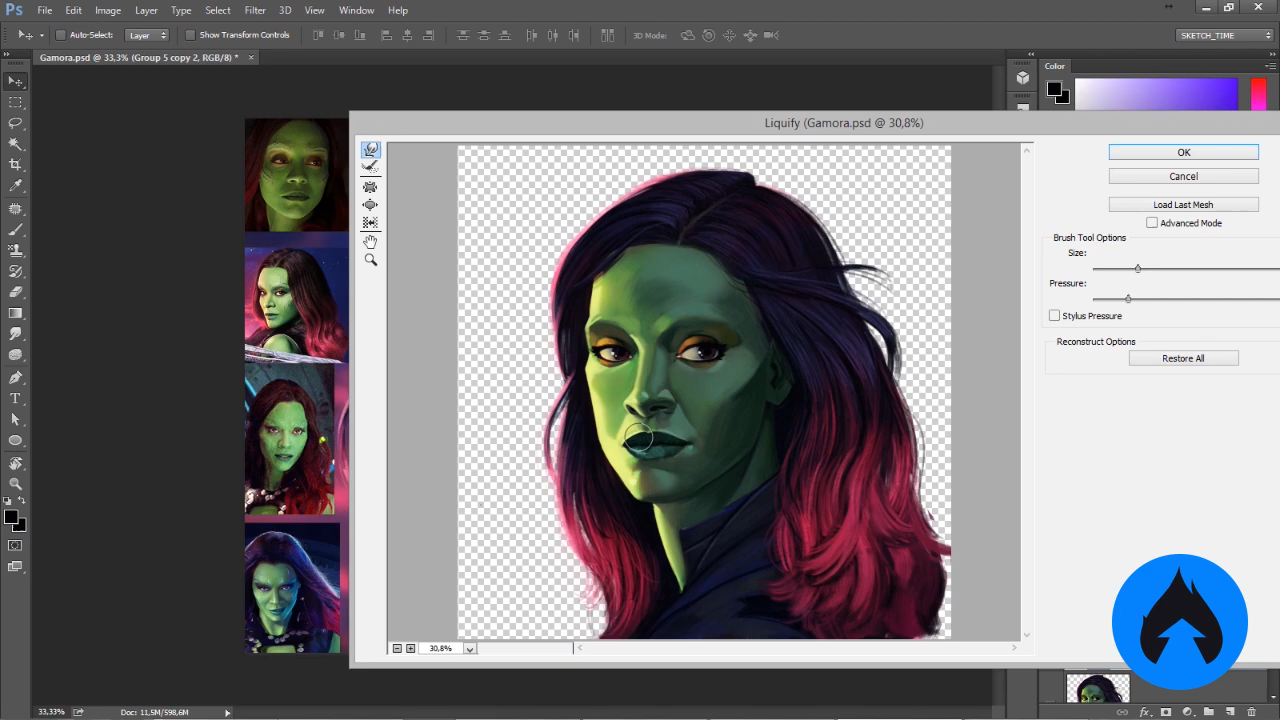 Ps File Edit Image Layer Type Select Filter 3D View Window Help
Auto-Select: Layer Show Transform Controls 3D Mode: SKETCH_TIME
Gamora.psd @ 33,3% (Group 5 copy 2, RGB/8) * ×
Color
Liquify (Gamora.psd @ 30,8%)
OK
Cancel
Load Last Mesh
Advanced Mode
Brush Tool Options
Size:
Pressure:
Stylus Pressure
Reconstruct Options
Restore All
T
30,8%
33,33% Doc: 11,5M/598,6M
fx